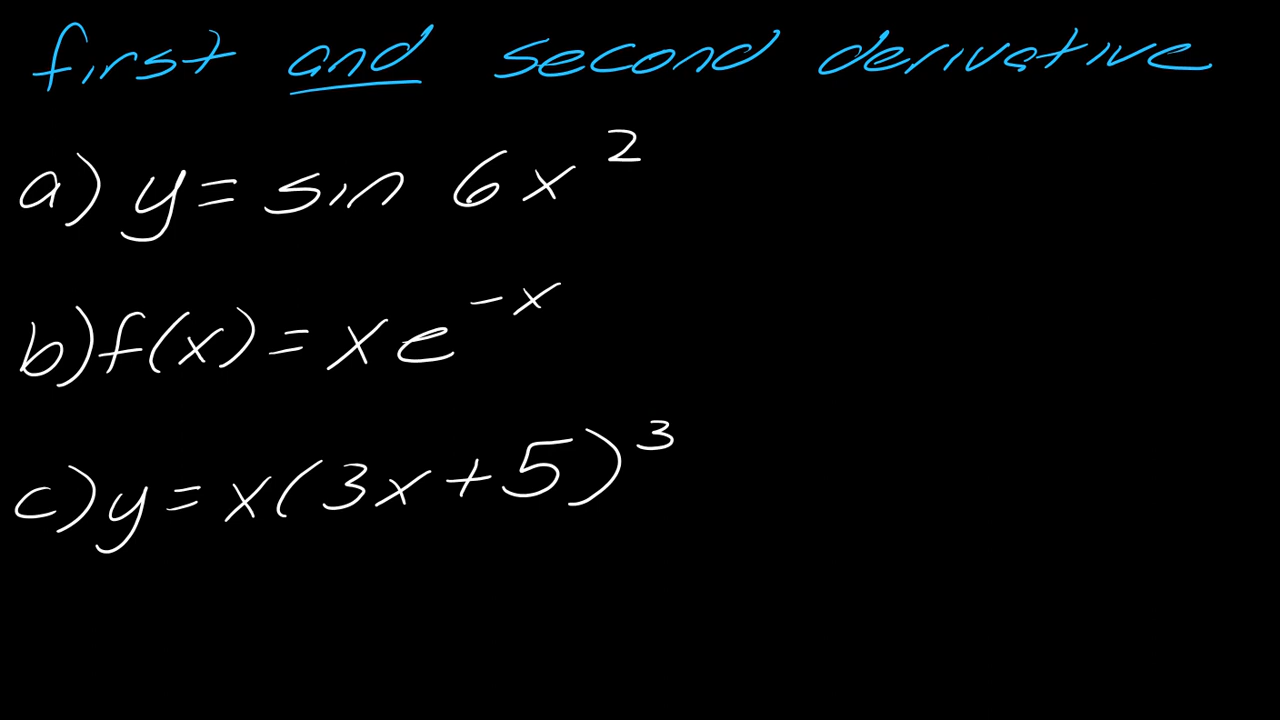 first and second derivative
a) y = sin 6x²
b) f(x) = xe⁻ˣ
c) y = x(3x+5)³